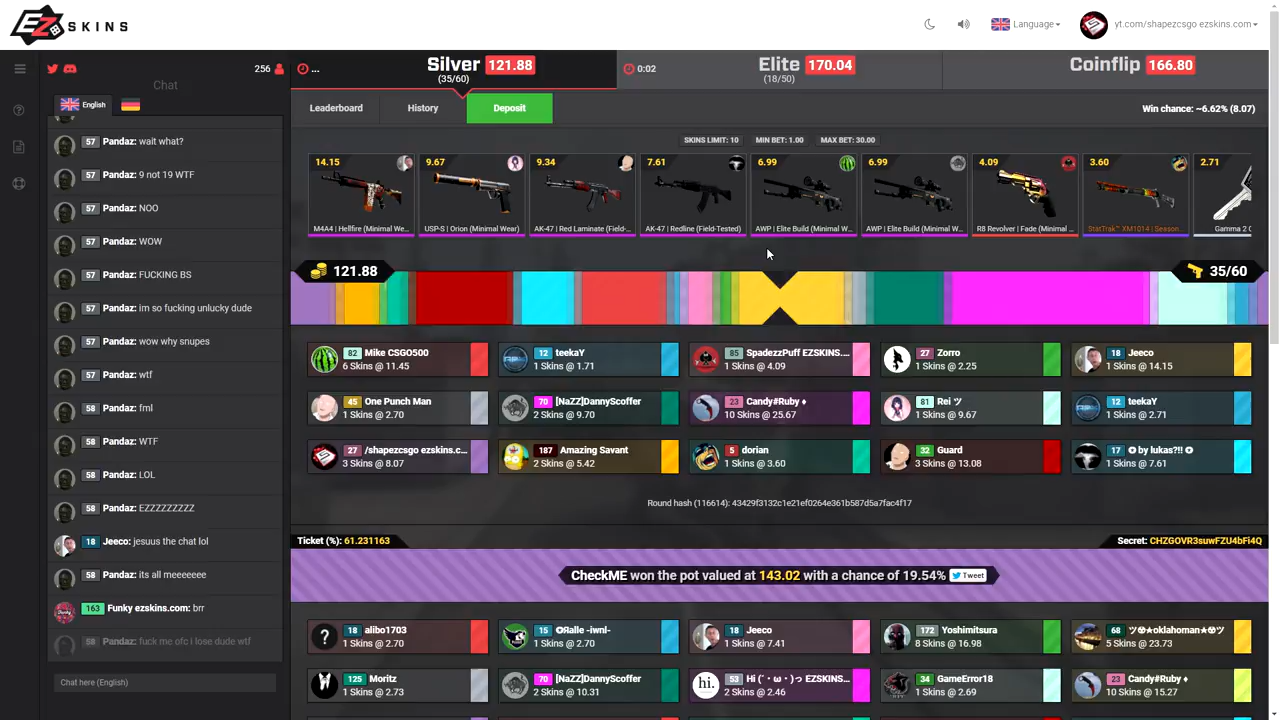 EZ SKINS
Language
yt.com/shapezcsgo ezskins.com
256
Chat
English
57 Pandaz: wait what?
57 Pandaz: 9 not 19 WTF
57 Pandaz: NOO
57 Pandaz: WOW
57 Pandaz: FUCKING BS
57 Pandaz: im so fucking unlucky dude
57 Pandaz: wow why snupes
57 Pandaz: wtf
58 Pandaz: fml
58 Pandaz: WTF
58 Pandaz: LOL
58 Pandaz: EZZZZZZZZZ
18 Jeeco: jesuus the chat lol
58 Pandaz: its all meeeeeee
163 Funky ezskins.com: brr
58 Pandaz: fuck me ofc I lose dude wtf
Chat here (English)
... Silver 121.88
(35/60)
0:02 Elite 170.04
(18/50)
Coinflip 166.80
Leaderboard History Deposit
Win chance: ~6.62% (8.07)
SKINS LIMIT: 10 MIN BET: 1.00 MAX BET: 30.00
14.15 9.67 9.34 7.61 6.99 6.99 4.09 3.60 2.71
M4A4 | Hellfire (Minimal We... USP-S | Orion (Minimal Wear) AK-47 | Red Laminate (Field-... AK-47 | Redline (Field-Tested) AWP | Elite Build (Minimal W... AWP | Elite Build (Minimal W... R8 Revolver | Fade (Minimal ... StatTrak™ XM1014 | Season... Gamma 2 C
121.88 35/60
82 Mike CSGO500
6 Skins @ 11.45
12 teekaY
1 Skins @ 1.71
85 SpadezzPuff EZSKINS....
1 Skins @ 4.09
27 Zorro
1 Skins @ 2.25
18 Jeeco
1 Skins @ 14.15
45 One Punch Man
1 Skins @ 2.70
70 [NaZZ]DannyScoffer
2 Skins @ 9.70
23 Candy#Ruby ♦
10 Skins @ 25.67
81 Rei ツ
1 Skins @ 9.67
12 teekaY
1 Skins @ 2.71
27 /shapezcsgo ezskins.c...
3 Skins @ 8.07
187 Amazing Savant
2 Skins @ 5.42
5 dorian
1 Skins @ 3.60
32 Guard
3 Skins @ 13.08
17 ✪ by lukas?!! ✪
1 Skins @ 7.61
Round hash (116614): 43429f3132c1e21ef0264e361b587d5a7fac4f17
Ticket (%): 61.231163
Secret: CHZGOVR3suwFZU4bFi4Q
CheckME won the pot valued at 143.02 with a chance of 19.54% Tweet
18 alibo1703
1 Skins @ 2.70
15 ✪Яalle -iwnl-
1 Skins @ 2.70
18 Jeeco
1 Skins @ 7.41
172 Yoshimitsura
8 Skins @ 16.98
68 ツ☢★oklahoman★☢ツ
5 Skins @ 23.73
125 Moritz
1 Skins @ 2.73
70 [NaZZ]DannyScoffer
2 Skins @ 10.31
hi.
53 Hi (´・ω・)っ EZSKINS...
2 Skins @ 2.46
34 GameError18
1 Skins @ 2.69
23 Candy#Ruby ♦
10 Skins @ 15.27